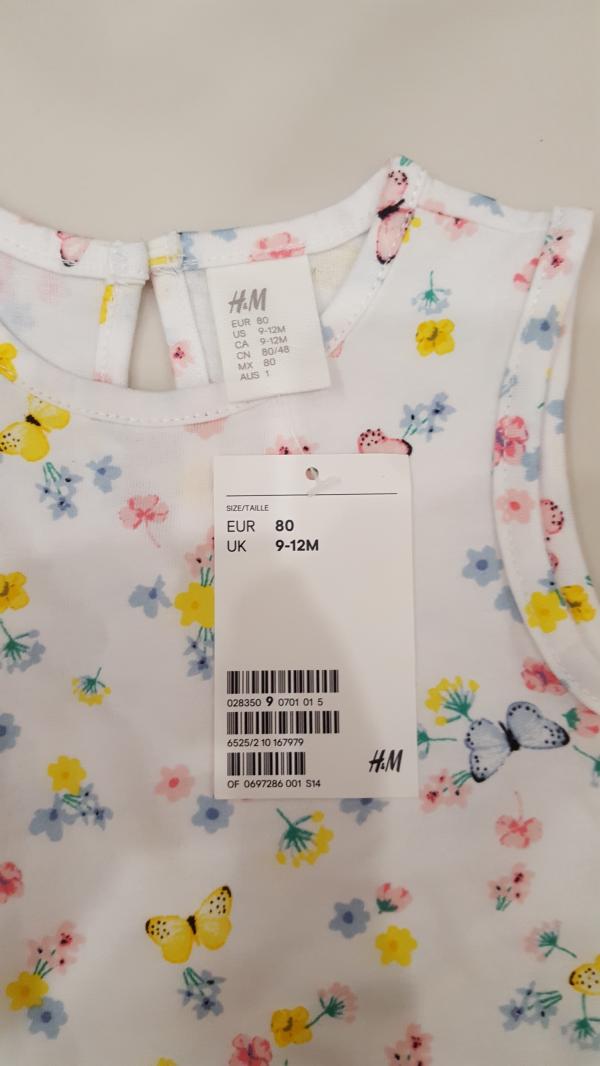 H&M
EUR 80
US 9-12M
CA 9-12M
CN 80/48
MX 80
AUS 1
SIZE/TAILLE
EUR 80
UK 9-12M
028350 9 0701 01 5
6525/2 10 167979
H&M
OF 0697286 001 S14